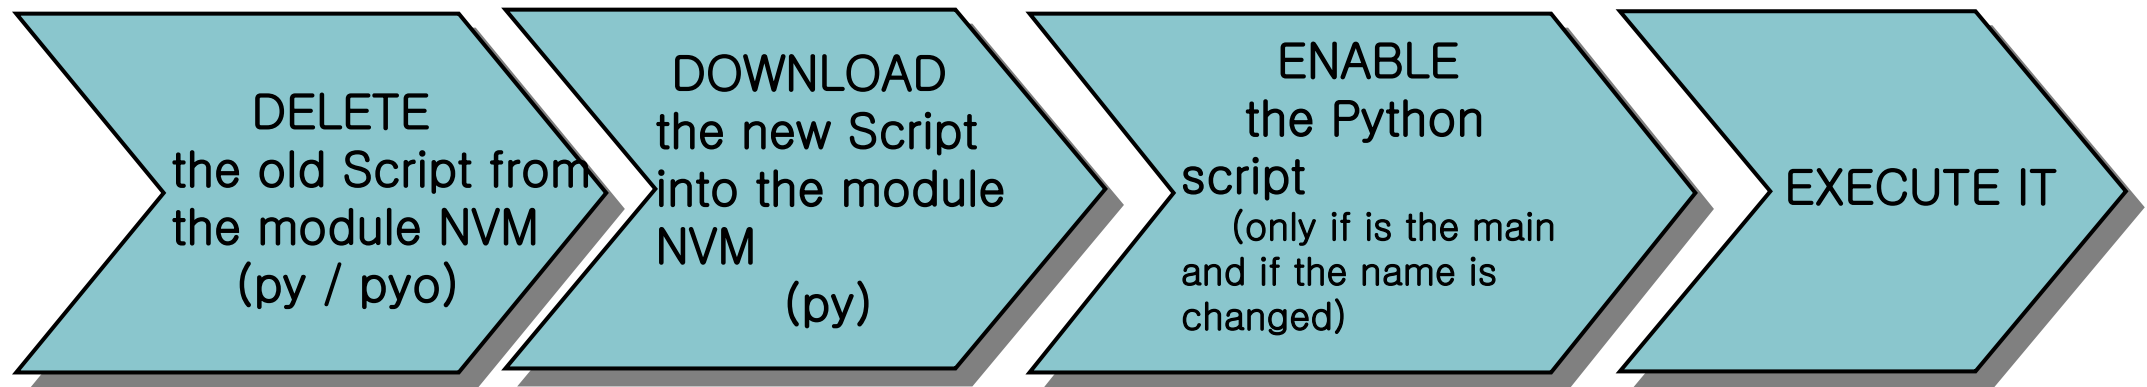 DELETE
the old Script from
the module NVM
(py / pyo)
DOWNLOAD
the new Script
into the module
NVM
(py)
ENABLE
the Python
script
(only if is the main
and if the name is
changed)
EXECUTE IT